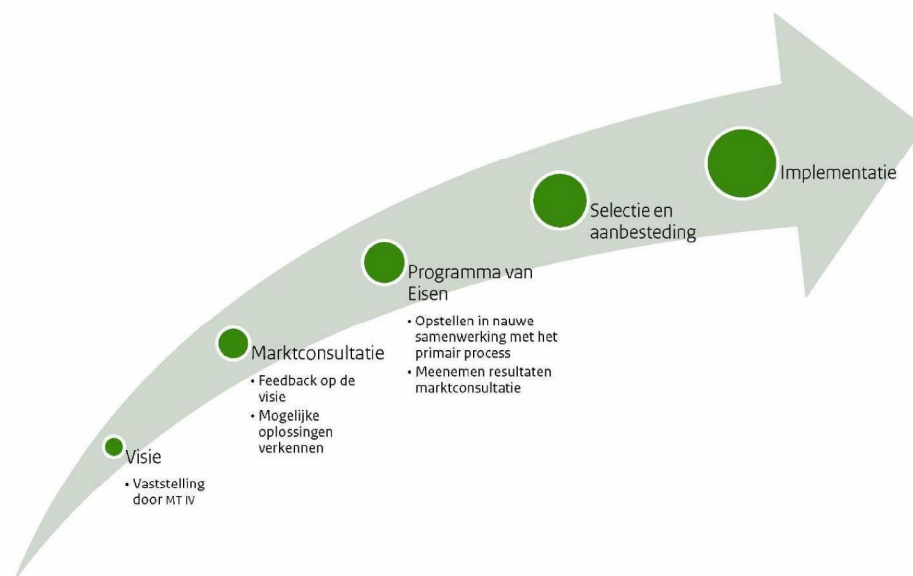 Visie
• Vaststelling
door MT IV
Marktconsultatie
• Feedback op de
visie
• Mogelijke
oplossingen
verkennen
Programma van
Eisen
• Opstellen in nauwe
samenwerking met het
primair process
• Meenemen resultaten
marktconsultatie
Selectie en
aanbesteding
Implementatie